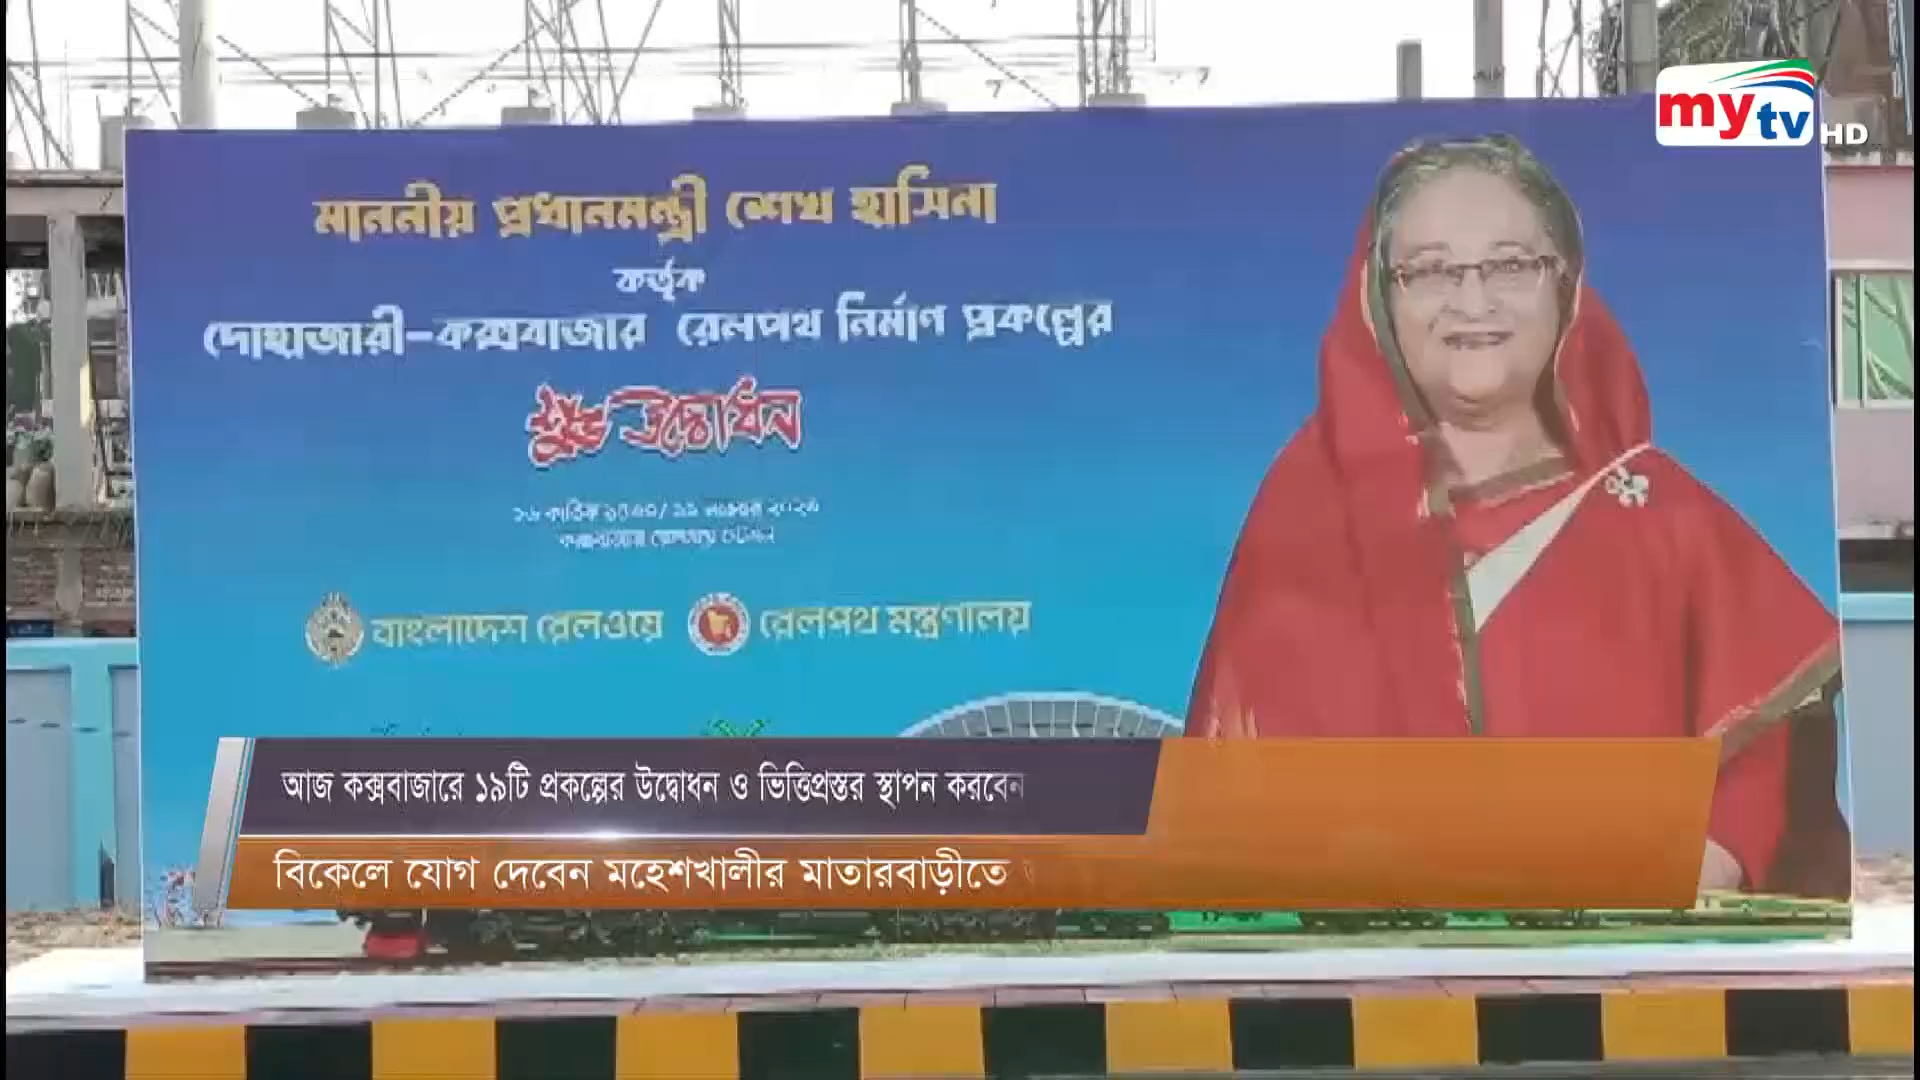 my tv HD
মাননীয় প্রধানমন্ত্রী শেখ হাসিনা
কর্তৃক
দোহাজারী-কক্সবাজার রেলপথ নির্মাণ প্রকল্পের
শুভ উদ্বোধন
বাংলাদেশ রেলওয়ে রেলপথ মন্ত্রণালয়
আজ কক্সবাজারে ১৯টি প্রকল্পের উদ্বোধন ও ভিত্তিপ্রস্তর স্থাপন করবেন
বিকেলে যোগ দেবেন মহেশখালীর মাতারবাড়ীতে